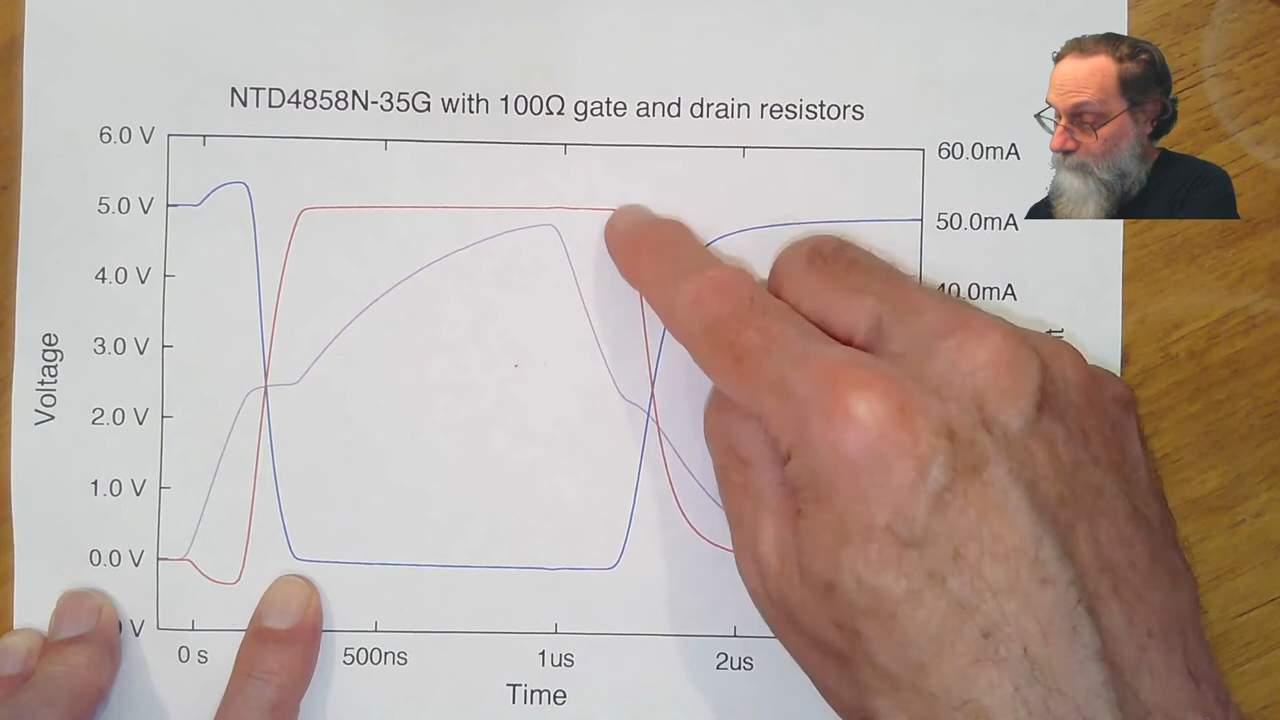 NTD4858N-35G with 100Ω gate and drain resistors
6.0 V
5.0 V
4.0 V
3.0 V
2.0 V
1.0 V
0.0 V
V
Voltage
60.0mA
50.0mA
40.0mA
0 s
500ns
1us
2us
Time